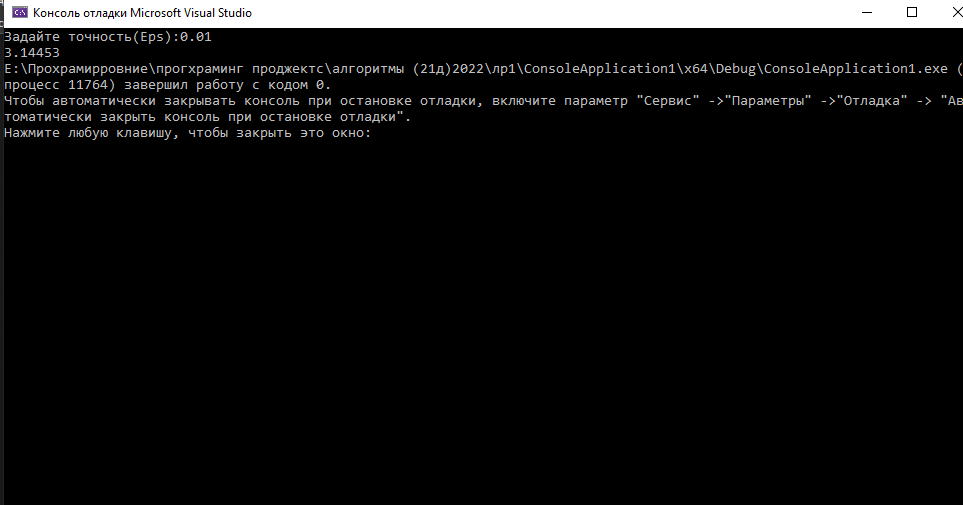 Консоль отладки Microsoft Visual Studio
Задайте точность(Eps):0.01
3.14453
E:\Прохрамирровние\прогхраминг проджектс\алгоритмы (21д)2022\лр1\ConsoleApplication1\x64\Debug\ConsoleApplication1.exe (
процесс 11764) завершил работу с кодом 0.
Чтобы автоматически закрывать консоль при остановке отладки, включите параметр "Сервис" ->"Параметры" ->"Отладка" -> "Ав
томатически закрыть консоль при остановке отладки".
Нажмите любую клавишу, чтобы закрыть это окно: